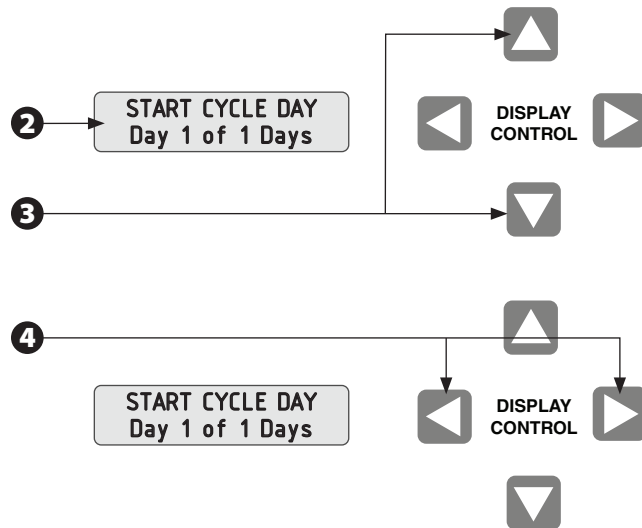 2
START CYCLE DAY
Day 1 of 1 Days
DISPLAY
CONTROL
3
4
START CYCLE DAY
Day 1 of 1 Days
DISPLAY
CONTROL